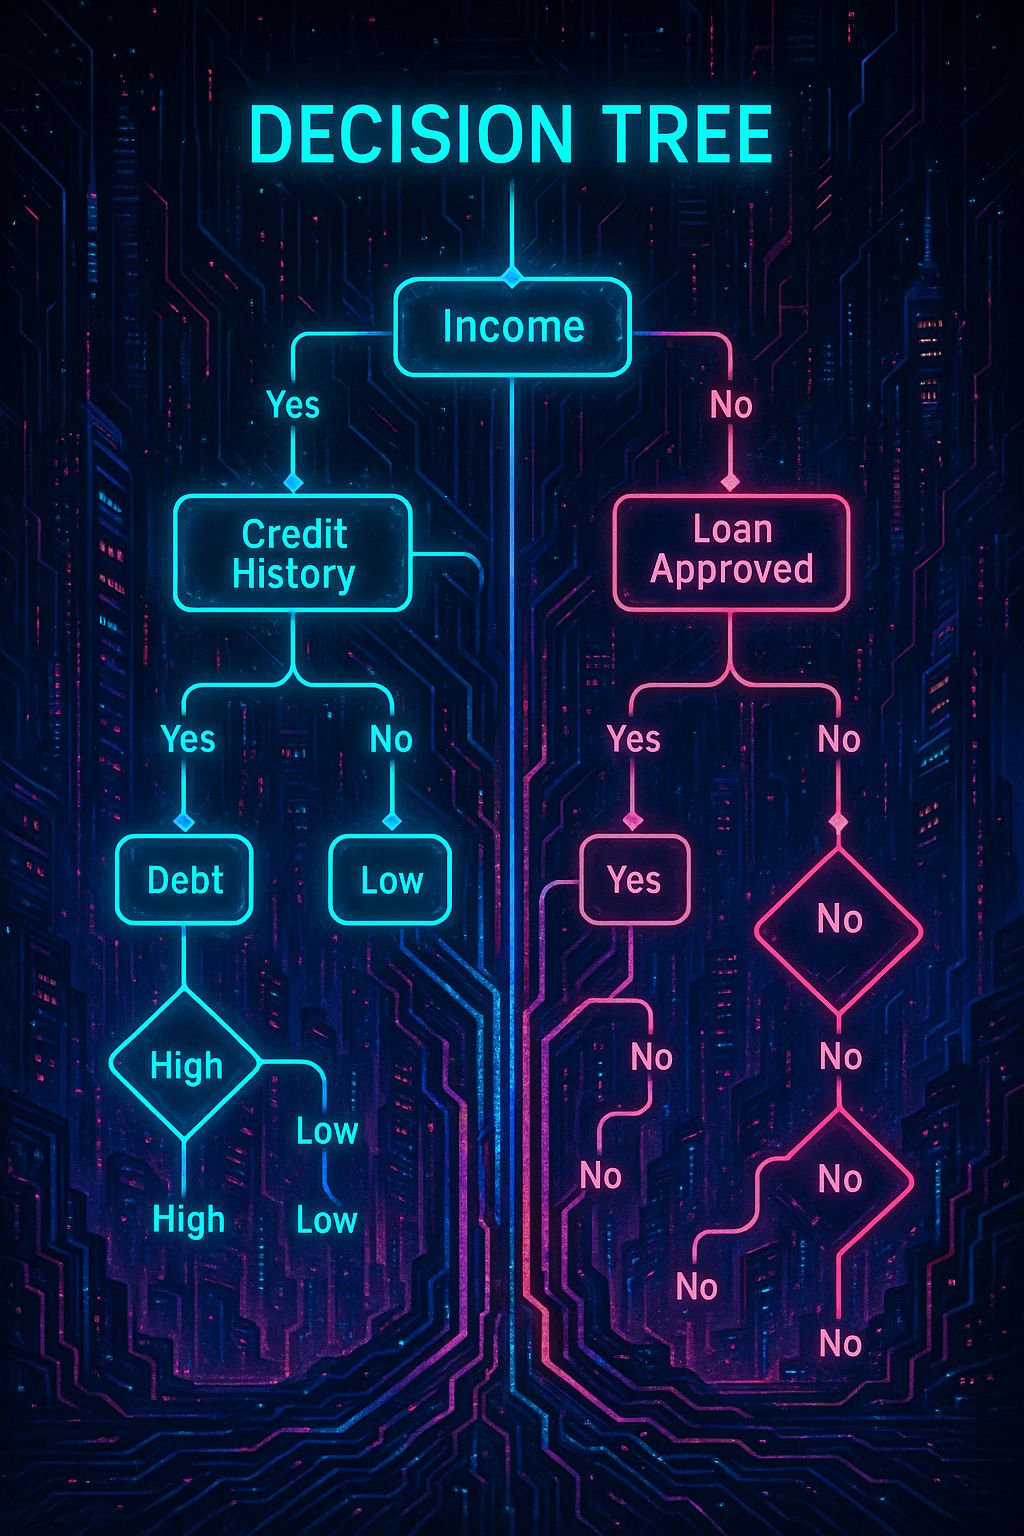 DECISION TREE
Income
Yes
No
Credit
History
Loan
Approved
Yes
No
Yes
No
Debt
Low
Yes
No
High
Low
High
Low
No
No
No
No
No
No